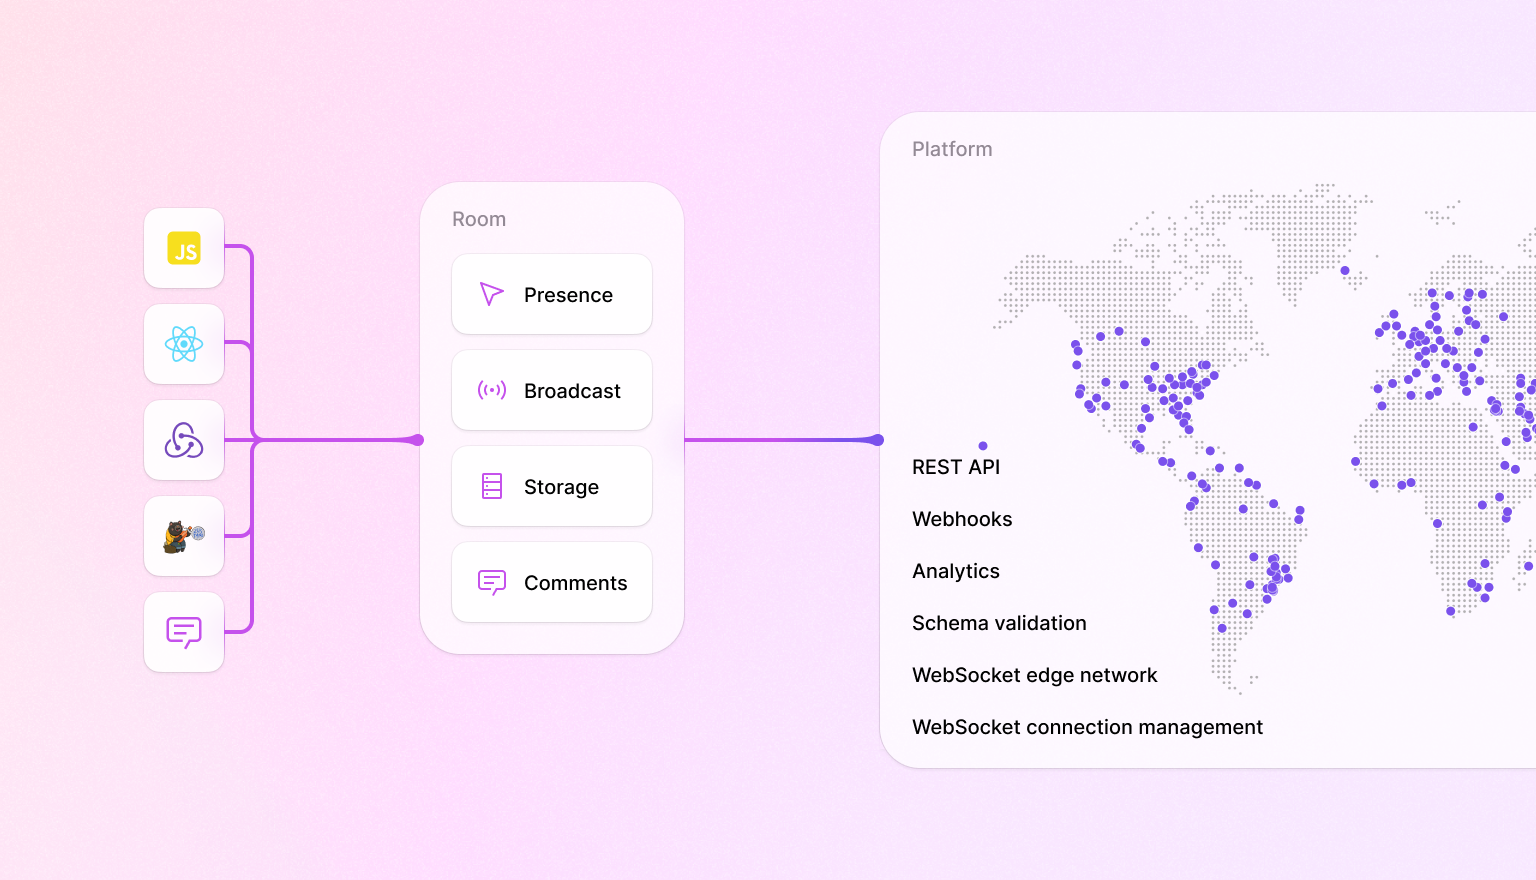 JS
Room
Presence
Broadcast
Storage
Comments
Platform
REST API
Webhooks
Analytics
Schema validation
WebSocket edge network
WebSocket connection management